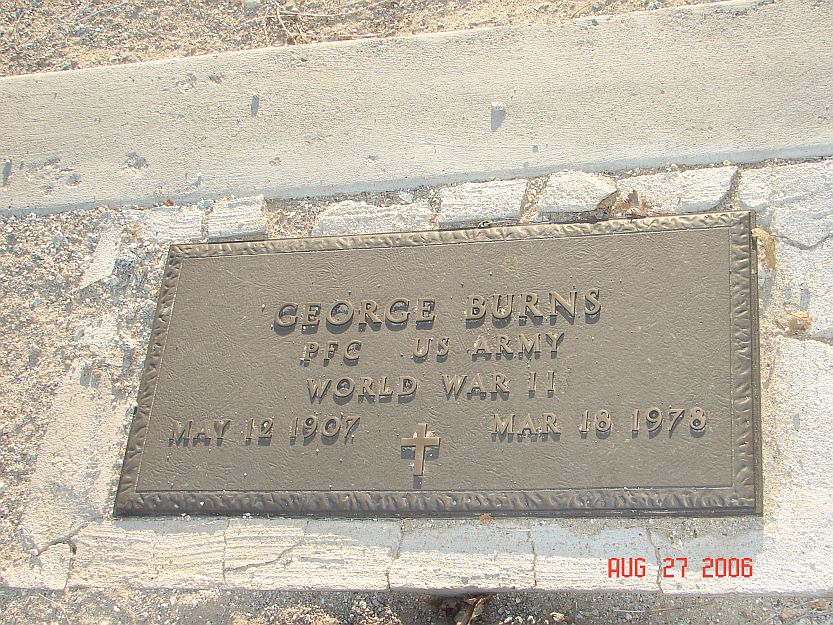 GEORGE BURNS
PFC US ARMY
WORLD WAR II
MAY 12 1907 MAR 18 1978
AUG 27 2006